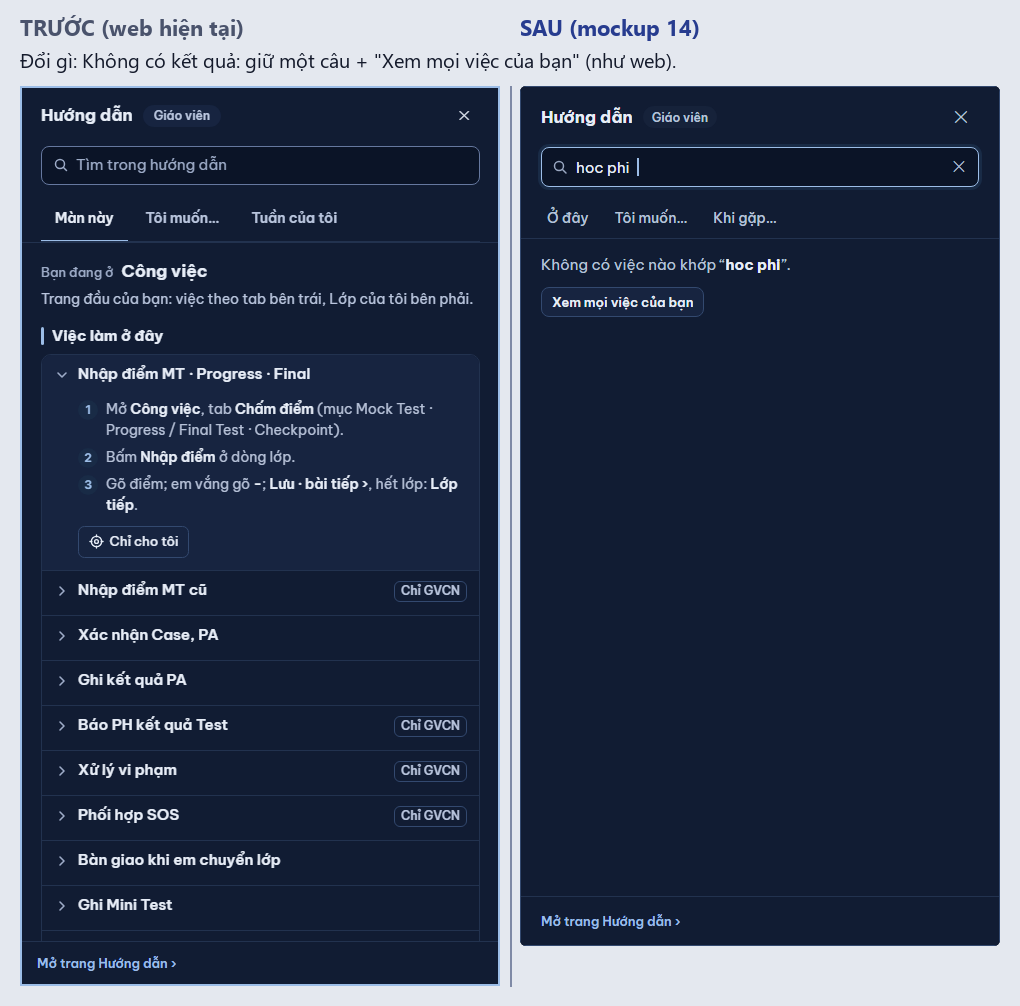 TRƯỚC (web hiện tại)
SAU (mockup 14)
Đổi gì: Không có kết quả: giữ một câu + "Xem mọi việc của bạn" (như web).
Hướng dẫn Giáo viên
Tìm trong hướng dẫn
Màn này Tôi muốn... Tuần của tôi
Bạn đang ở Công việc
Trang đầu của bạn: việc theo tab bên trái, Lớp của tôi bên phải.
Việc làm ở đây
Nhập điểm MT · Progress · Final
1 Mở Công việc, tab Chấm điểm (mục Mock Test ·
Progress / Final Test · Checkpoint).
2 Bấm Nhập điểm ở dòng lớp.
3 Gõ điểm; em vắng gõ -; Lưu · bài tiếp ›, hết lớp: Lớp
tiếp.
Chỉ cho tôi
Nhập điểm MT cũ Chỉ GVCN
Xác nhận Case, PA
Ghi kết quả PA
Báo PH kết quả Test Chỉ GVCN
Xử lý vi phạm Chỉ GVCN
Phối hợp SOS Chỉ GVCN
Bàn giao khi em chuyển lớp
Ghi Mini Test
Mở trang Hướng dẫn ›
Hướng dẫn Giáo viên
hoc phi
Ở đây Tôi muốn... Khi gặp...
Không có việc nào khớp “hoc phi”.
Xem mọi việc của bạn
Mở trang Hướng dẫn ›